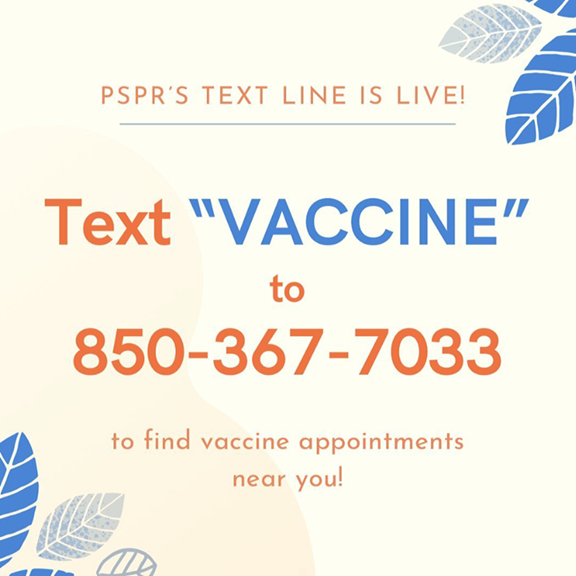 PSPR'S TEXT LINE IS LIVE!
Text “VACCINE”
to
850-367-7033
to find vaccine appointments
near you!